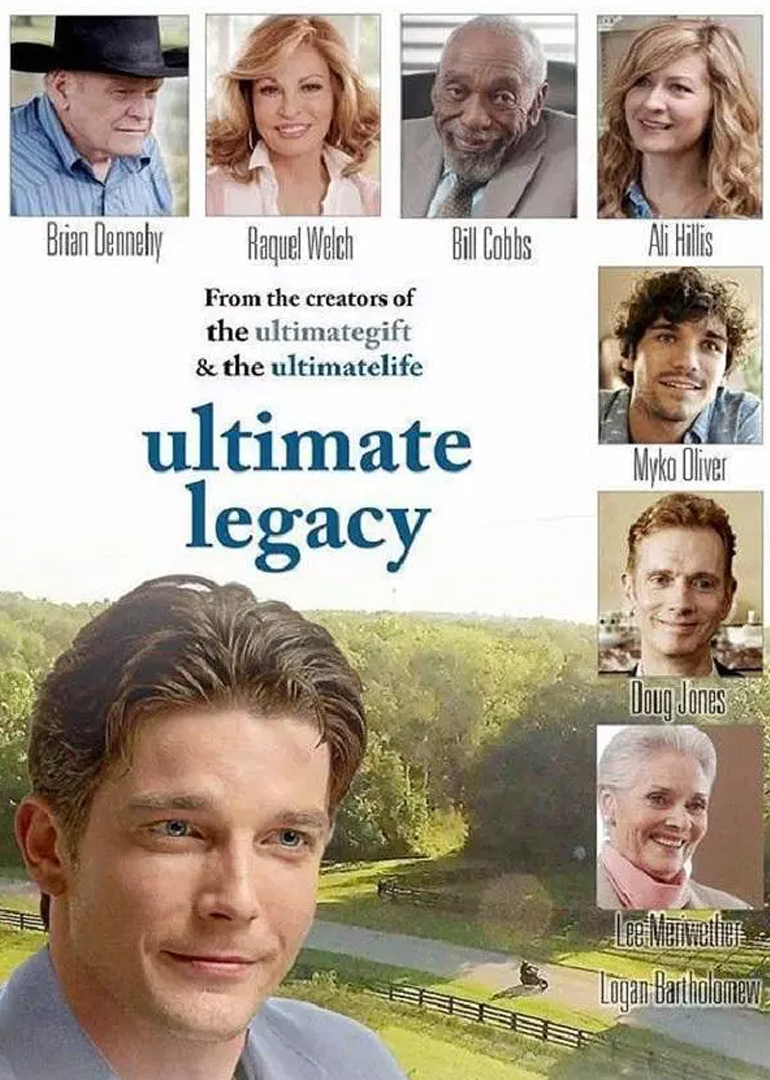 Brian Dennehy
Raquel Welch
Bill Cobbs
Ali Hillis
From the creators of
the ultimategift
& the ultimatelife
ultimate
legacy
Myko Oliver
Doug Jones
Lee Meriwether
Logan Bartholomew